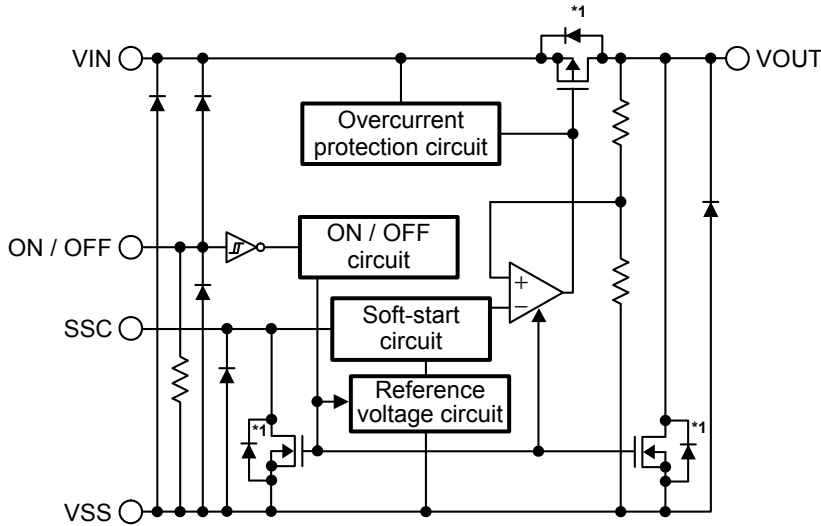 *1
VIN
VOUT
Overcurrent
protection circuit
ON / OFF
ON / OFF
circuit
+
−
SSC
Soft-start
circuit
Reference
voltage circuit
*1
*1
VSS